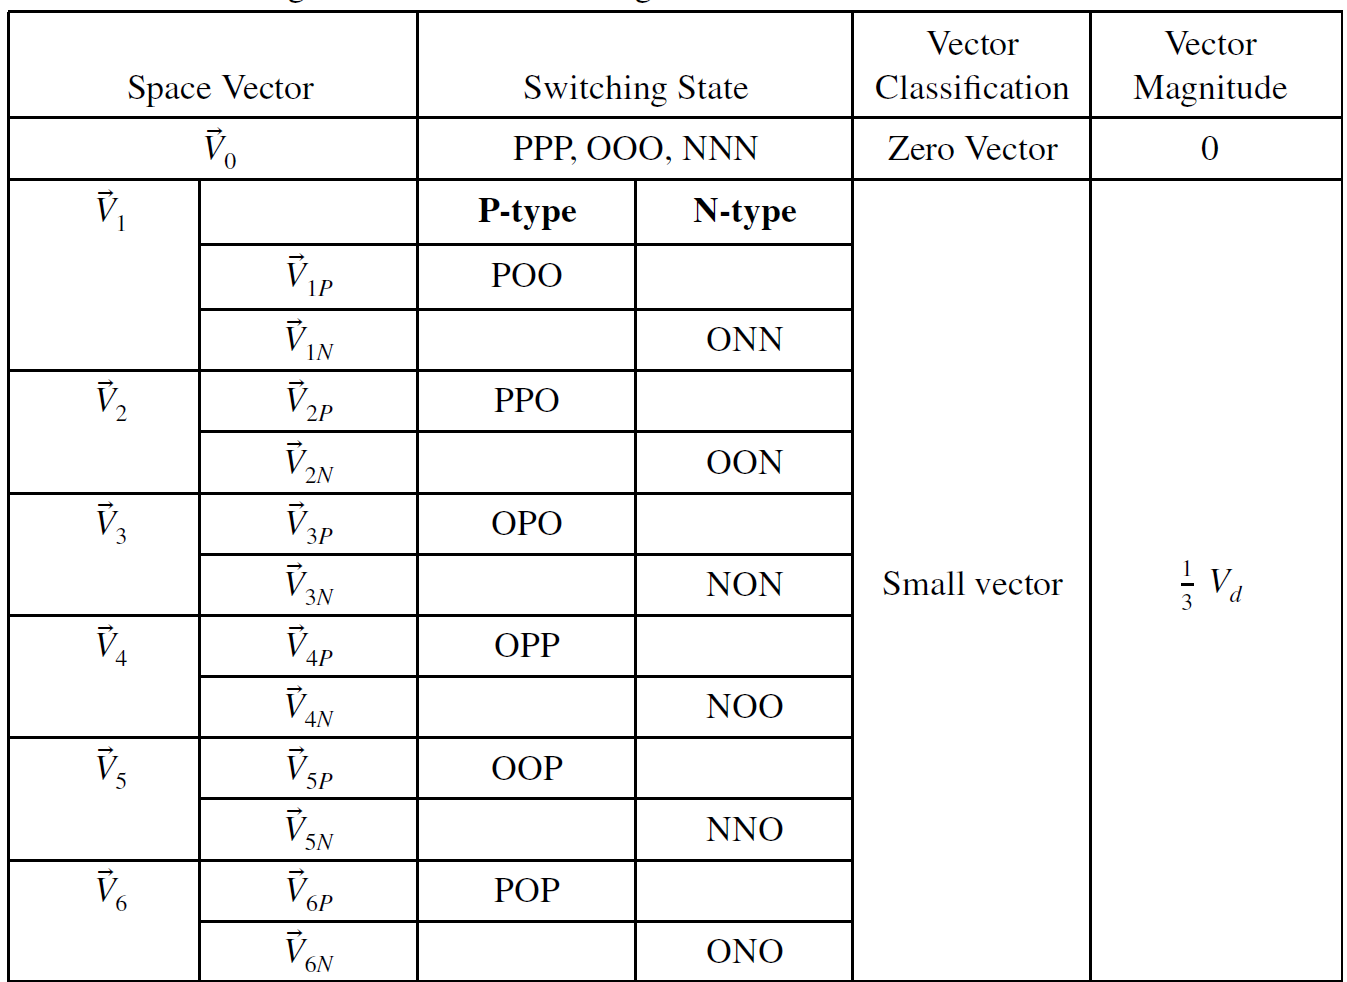 Vector Vector
Space Vector Switching State Classification Magnitude
V⃗0 PPP, OOO, NNN Zero Vector 0
V⃗1 P-type N-type
V⃗1P POO
V⃗1N ONN
V⃗2 V⃗2P PPO
V⃗2N OON
V⃗3 V⃗3P OPO
V⃗3N NON Small vector 1/3 Vd
V⃗4 V⃗4P OPP
V⃗4N NOO
V⃗5 V⃗5P OOP
V⃗5N NNO
V⃗6 V⃗6P POP
V⃗6N ONO